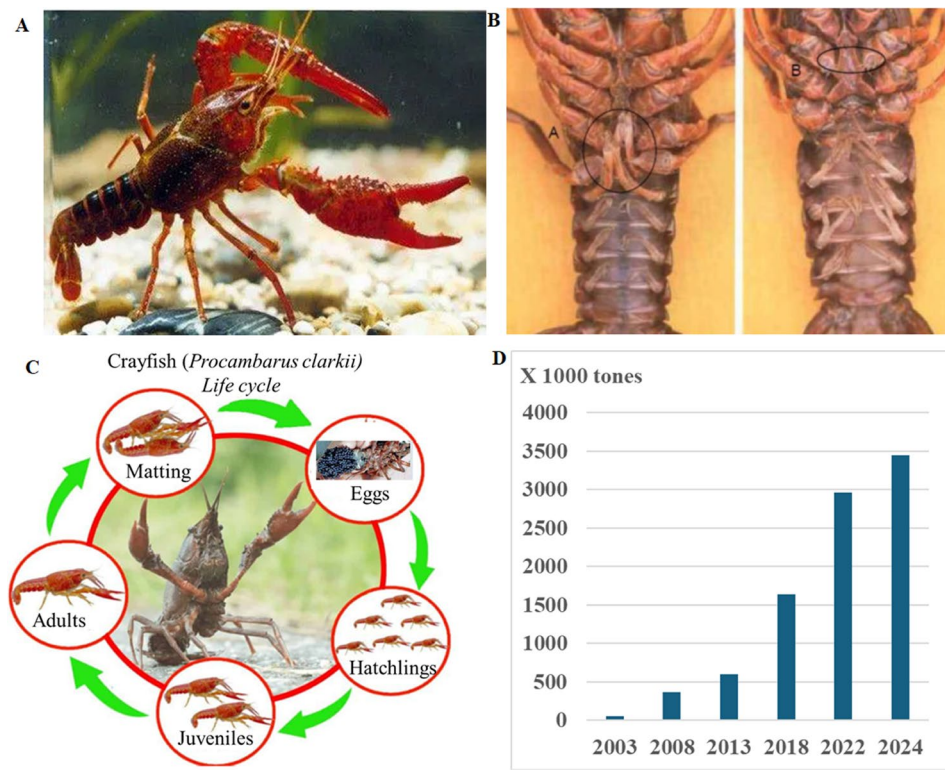 A
B
A
B
C
Crayfish (Procambarus clarkii)
Life cycle
Matting
Eggs
Hatchlings
Juveniles
Adults
D
X 1000 tones
4000
3500
3000
2500
2000
1500
1000
500
0
2003 2008 2013 2018 2022 2024